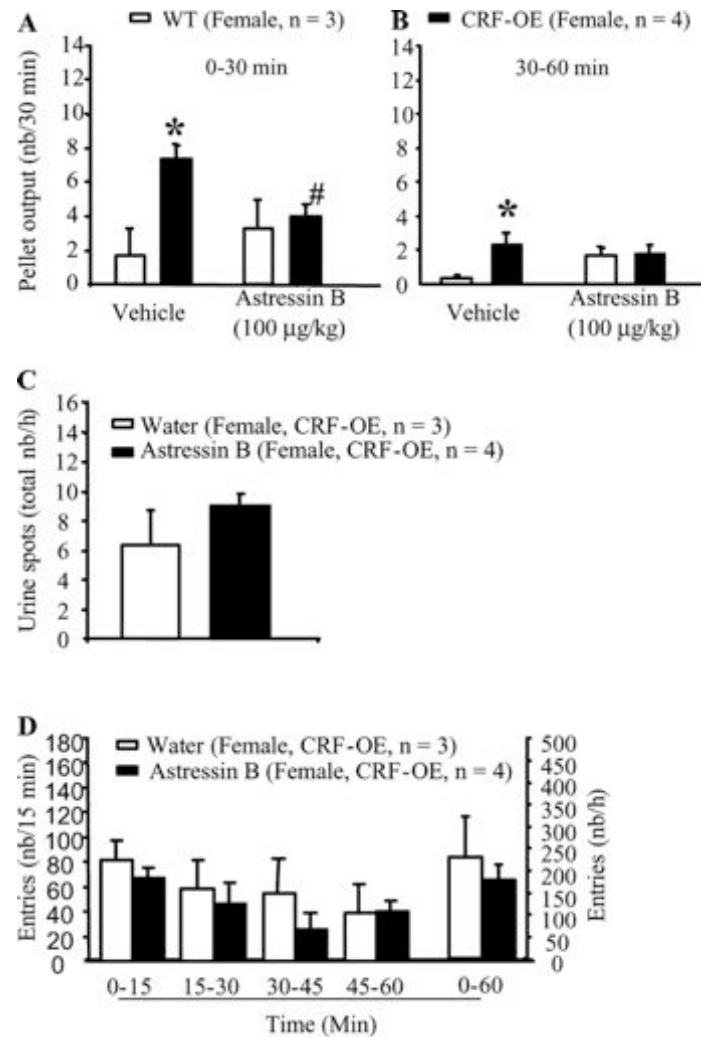 A
WT (Female, n = 3)
B
CRF-OE (Female, n = 4)
Pellet output (nb/30 min)
14
12
10
8
6
4
2
0
0-30 min
*
#
Vehicle
Astressin B
(100 µg/kg)
14
12
10
8
6
4
2
0
30-60 min
*
Vehicle
Astressin B
(100 µg/kg)
C
Urine spots (total nb/h)
16
14
12
10
8
6
4
2
0
Water (Female, CRF-OE, n = 3)
Astressin B (Female, CRF-OE, n = 4)
D
Entries (nb/15 min)
180
160
140
120
100
80
60
40
20
0
Water (Female, CRF-OE, n = 3)
Astressin B (Female, CRF-OE, n = 4)
500
450
400
350
300
250
200
150
100
50
0
Entries (nb/h)
0-15
15-30
30-45
45-60
0-60
Time (Min)